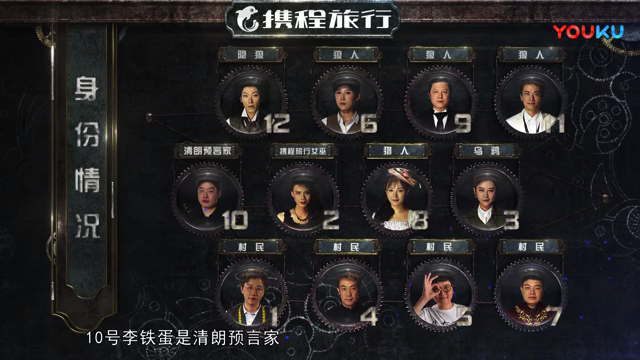 携程旅行
YOUKU
身份情况
隐狼
狼人
狼人
狼人
12
6
9
11
清朗预言家
携程旅行女巫
猎人
乌鸦
10
2
8
3
村民
村民
村民
村民
1
4
5
7
10号李铁蛋是清朗预言家